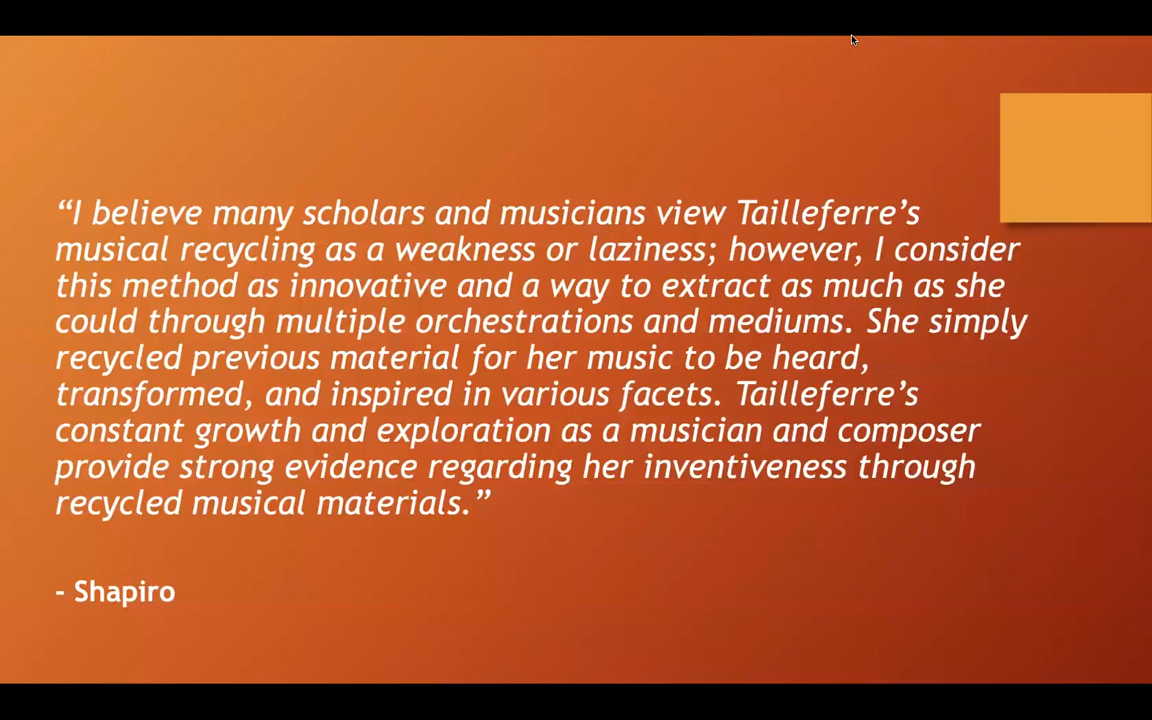 “I believe many scholars and musicians view Tailleferre’s
musical recycling as a weakness or laziness; however, I consider
this method as innovative and a way to extract as much as she
could through multiple orchestrations and mediums. She simply
recycled previous material for her music to be heard,
transformed, and inspired in various facets. Tailleferre’s
constant growth and exploration as a musician and composer
provide strong evidence regarding her inventiveness through
recycled musical materials.”
- Shapiro